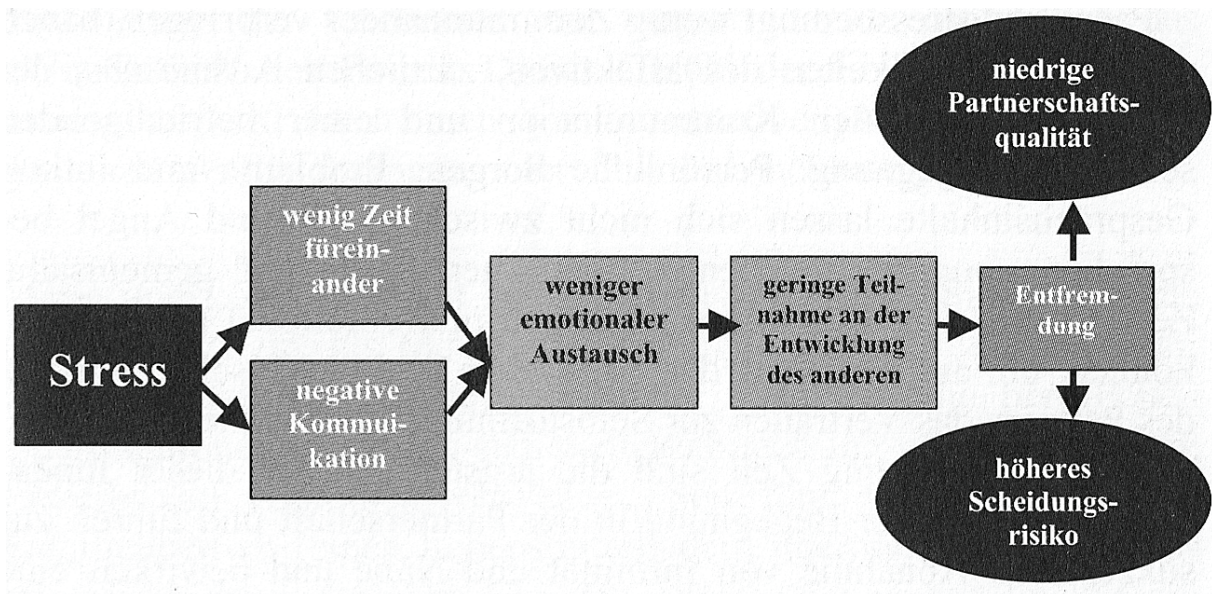 Stress
wenig Zeit
fürein-
ander
negative
Kommui-
kation
weniger
emotionaler
Austausch
geringe Teil-
nahme an der
Entwicklung
des anderen
Entfrem-
dung
niedrige
Partnerschafts-
qualität
höheres
Scheidungs-
risiko